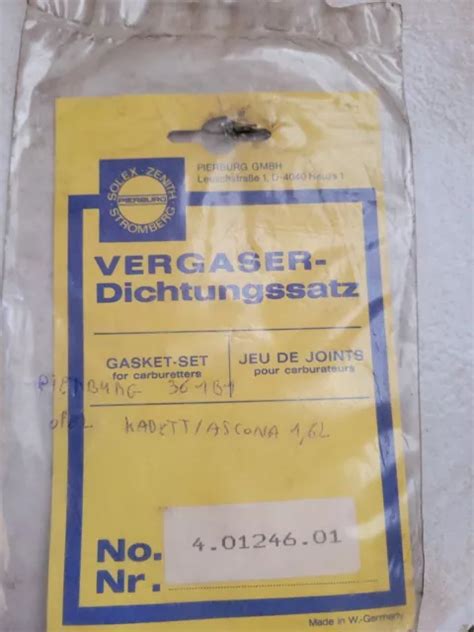 PIERBURG GMBH
Leuschstraße 1, D-4040 Neuss 1
SOLEX ZENITH
PIERBURG
STROMBERG
VERGASER-
Dichtungssatz
GASKET-SET
for carburetters
JEU DE JOINTS
pour carburateurs
PIERBURG 36 1B1
OPEL KADETT/ASCONA 1,6L
No.
Nr.
4.01246.01
Made in W.-Germany